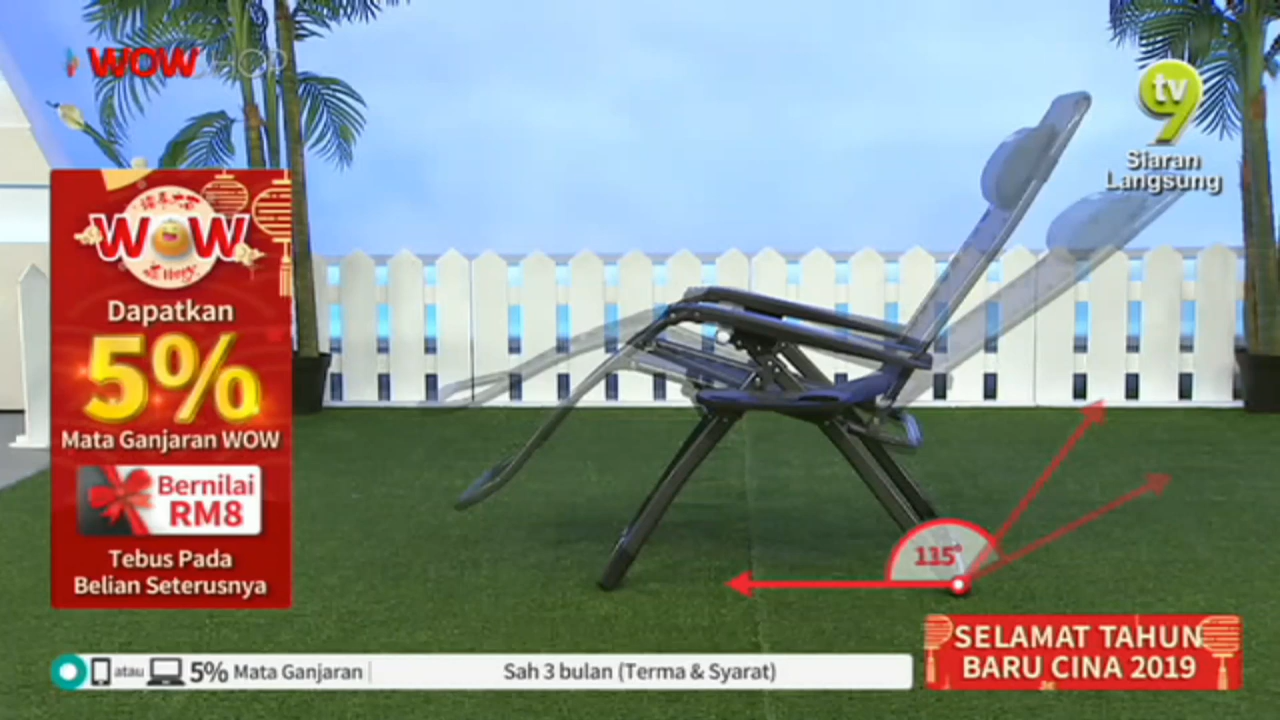 WOWSHOP
tv9
Siaran
Langsung
WOW
Dapatkan
5%
Mata Ganjaran WOW
Bernilai
RM8
Tebus Pada
Belian Seterusnya
115°
SELAMAT TAHUN
BARU CINA 2019
atau 5% Mata Ganjaran
Sah 3 bulan (Terma & Syarat)